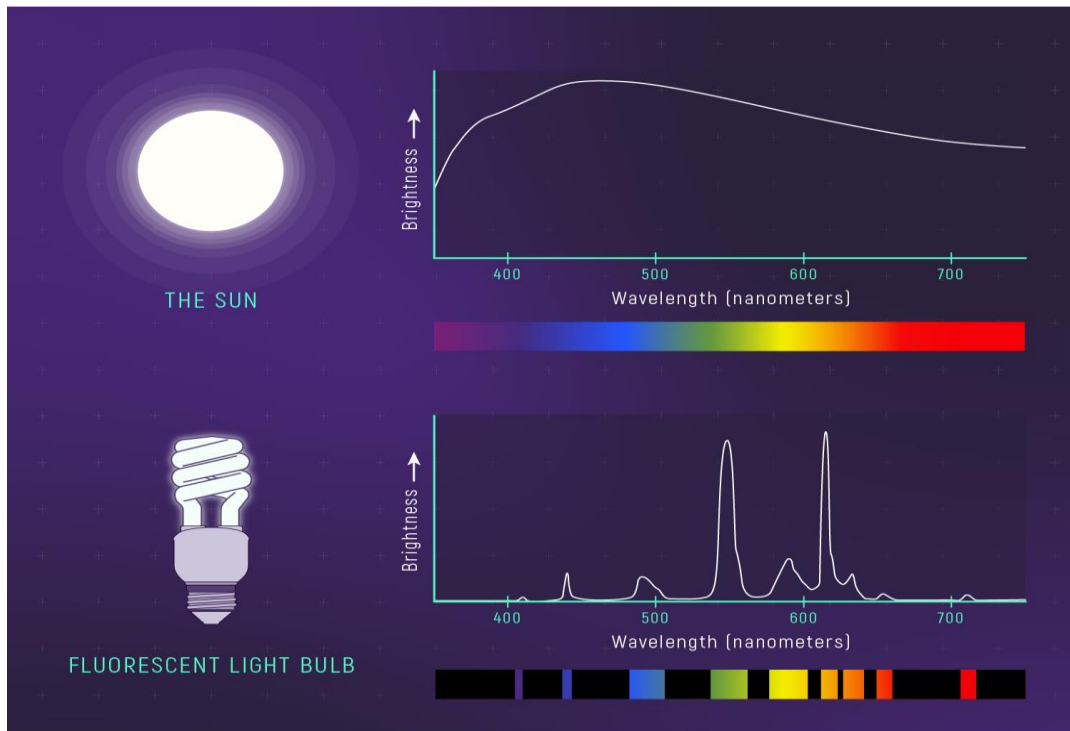 Brightness
400 500 600 700
Wavelength (nanometers)
THE SUN
Brightness
400 500 600 700
Wavelength (nanometers)
FLUORESCENT LIGHT BULB